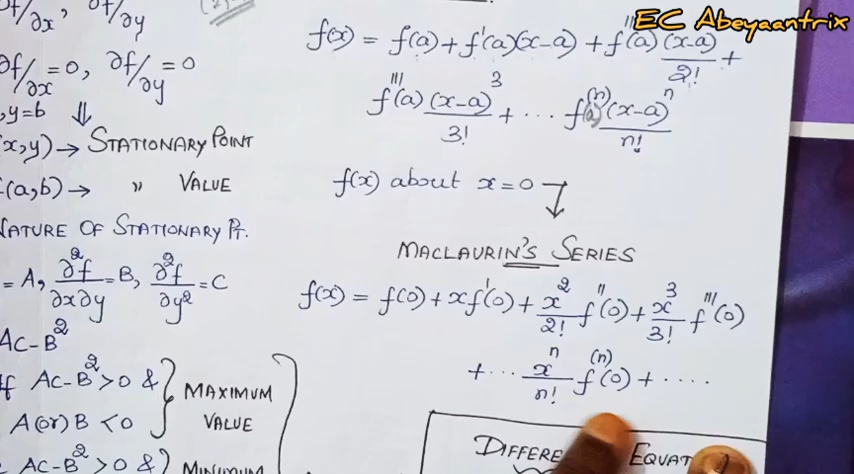 ∂f/∂x, ∂f/∂y
∂f/∂x = 0, ∂f/∂y = 0
, y=b ⇓
(x,y) → STATIONARY POINT
f(a,b) → " VALUE
NATURE OF STATIONARY PT.
= A, ∂²f/∂x∂y = B, ∂²f/∂y² = C
AC-B²
If AC-B² > 0 & } MAXIMUM
A (or) B < 0 } VALUE
AC-B² > 0 & } MINIMUM
EC Abeyaantrix
f(x) = f(a) + f'(a)(x-a) + f''(a) (x-a)/2! +
f'''(a) (x-a)³/3! + ... f⁽ⁿ⁾(a) (x-a)ⁿ/n!
f(x) about x=0 ↓
MACLAURIN'S SERIES
f(x) = f(0) + xf'(0) + x²/2! f''(0) + x³/3! f'''(0)
+ ... xⁿ/n! f⁽ⁿ⁾(0) + ....